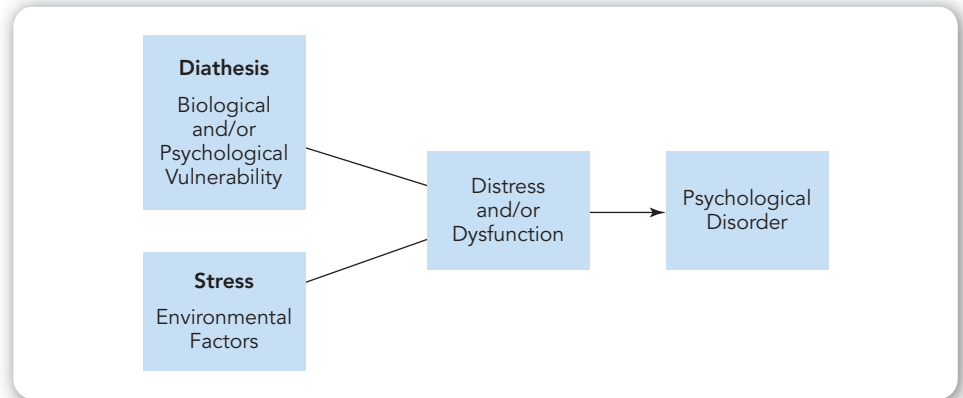 Diathesis
Biological
and/or
Psychological
Vulnerability
Stress
Environmental
Factors
Distress
and/or
Dysfunction
Psychological
Disorder